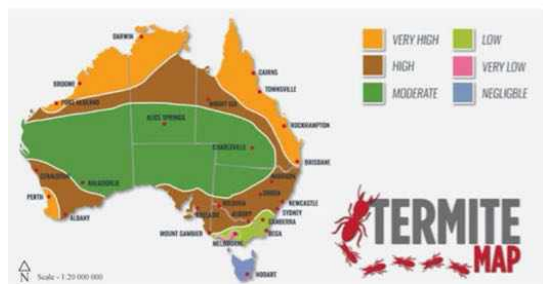 DARWIN
VERY HIGH
LOW
HIGH
VERY LOW
MODERATE
NEGLIGBLE
BROOME
CAIRNS
TOWNSVILLE
PORT HEDLAND
MOUNT ISA
ALICE SPRINGS
ROCKHAMPTON
CHARLEVILLE
BRISBANE
GERALDTON
KALGOORLIE
PERTH
ALBANY
MILDURA
ADELAIDE
ALBURY
NEWCASTLE
SYDNEY
CANBERRA
MOUNT GAMBIER
BEGA
MELBOURNE
HOBART
TERMITE
MAP
N
Scale - 1:20 000 000